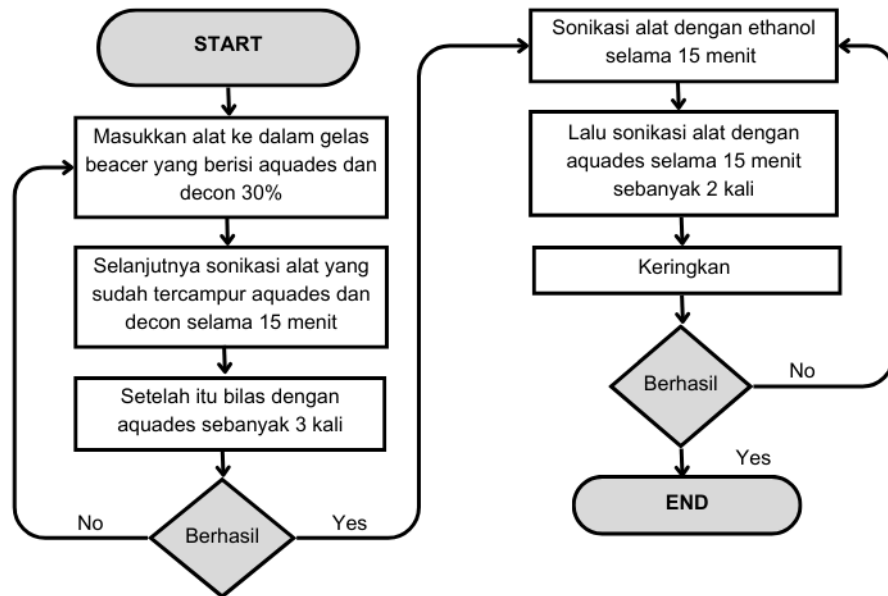 START
Masukkan alat ke dalam gelas
beacer yang berisi aquades dan
decon 30%
Selanjutnya sonikasi alat yang
sudah tercampur aquades dan
decon selama 15 menit
Setelah itu bilas dengan
aquades sebanyak 3 kali
Berhasil
No
Yes
Sonikasi alat dengan ethanol
selama 15 menit
Lalu sonikasi alat dengan
aquades selama 15 menit
sebanyak 2 kali
Keringkan
Berhasil
No
Yes
END